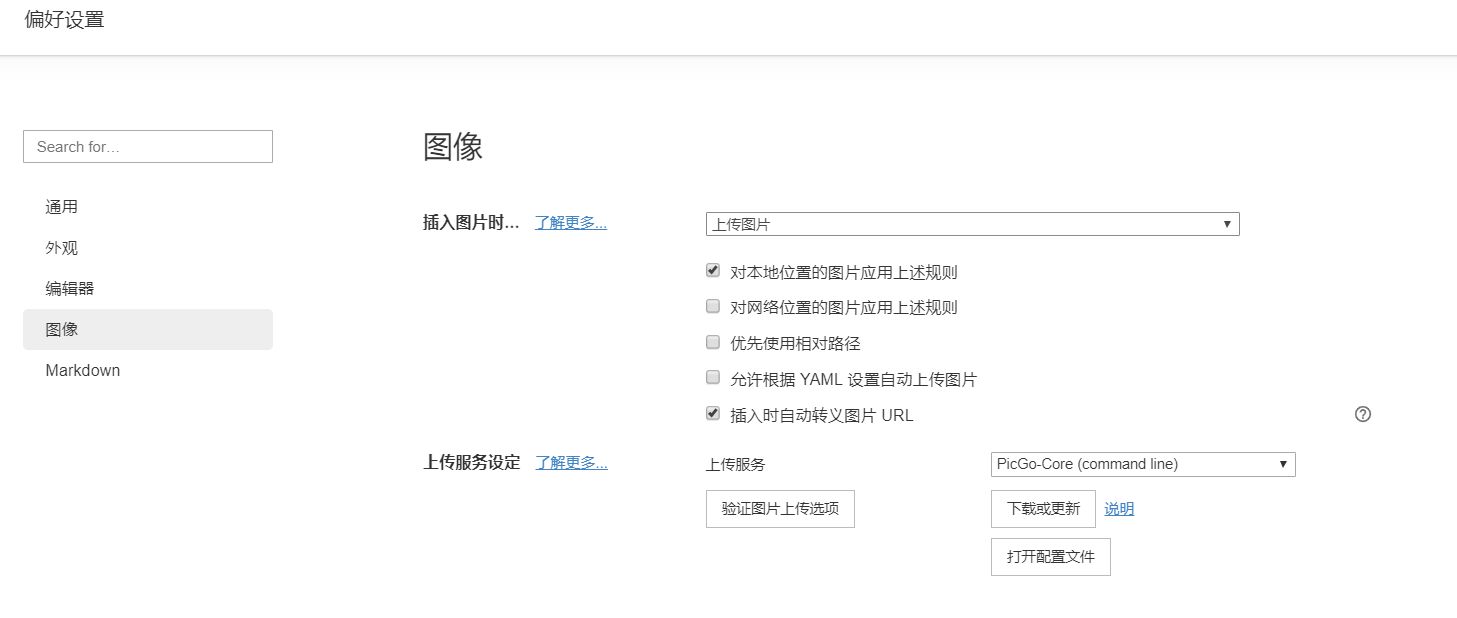 偏好设置
Search for…
通用
外观
编辑器
图像
Markdown
图像
插入图片时... 了解更多... 上传图片
对本地位置的图片应用上述规则
对网络位置的图片应用上述规则
优先使用相对路径
允许根据 YAML 设置自动上传图片
插入时自动转义图片 URL
上传服务设定 了解更多... 上传服务 PicGo-Core (command line)
验证图片上传选项 下载或更新 说明
打开配置文件